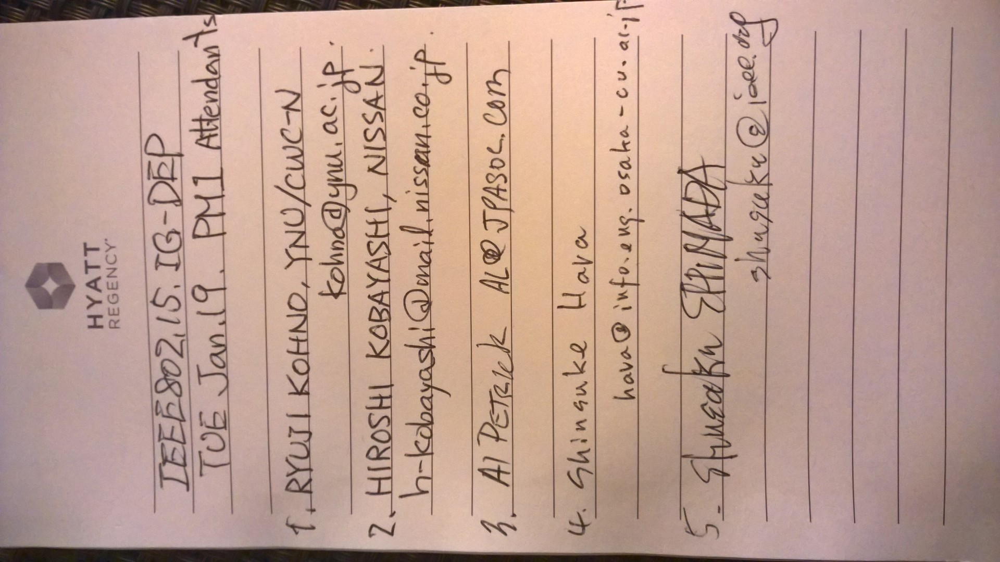 HYATT
REGENCY
IEEE802.15. IG-DEP
TUE Jan.19. PM1 Attendants
1. RYUJI KOHNO, YNU/CWC-N
kohno@ynu.ac.jp.
2. HIROSHI KOBAYASHI, NISSAN.
h-kobayashi@mail.nissan.co.jp.
3. Al PETRICK AL@JPASOC.COM
4. Shinsuke Hara
hara@info.eng.osaka-cu.ac.jp
5. SHIMADA
@ieee.org